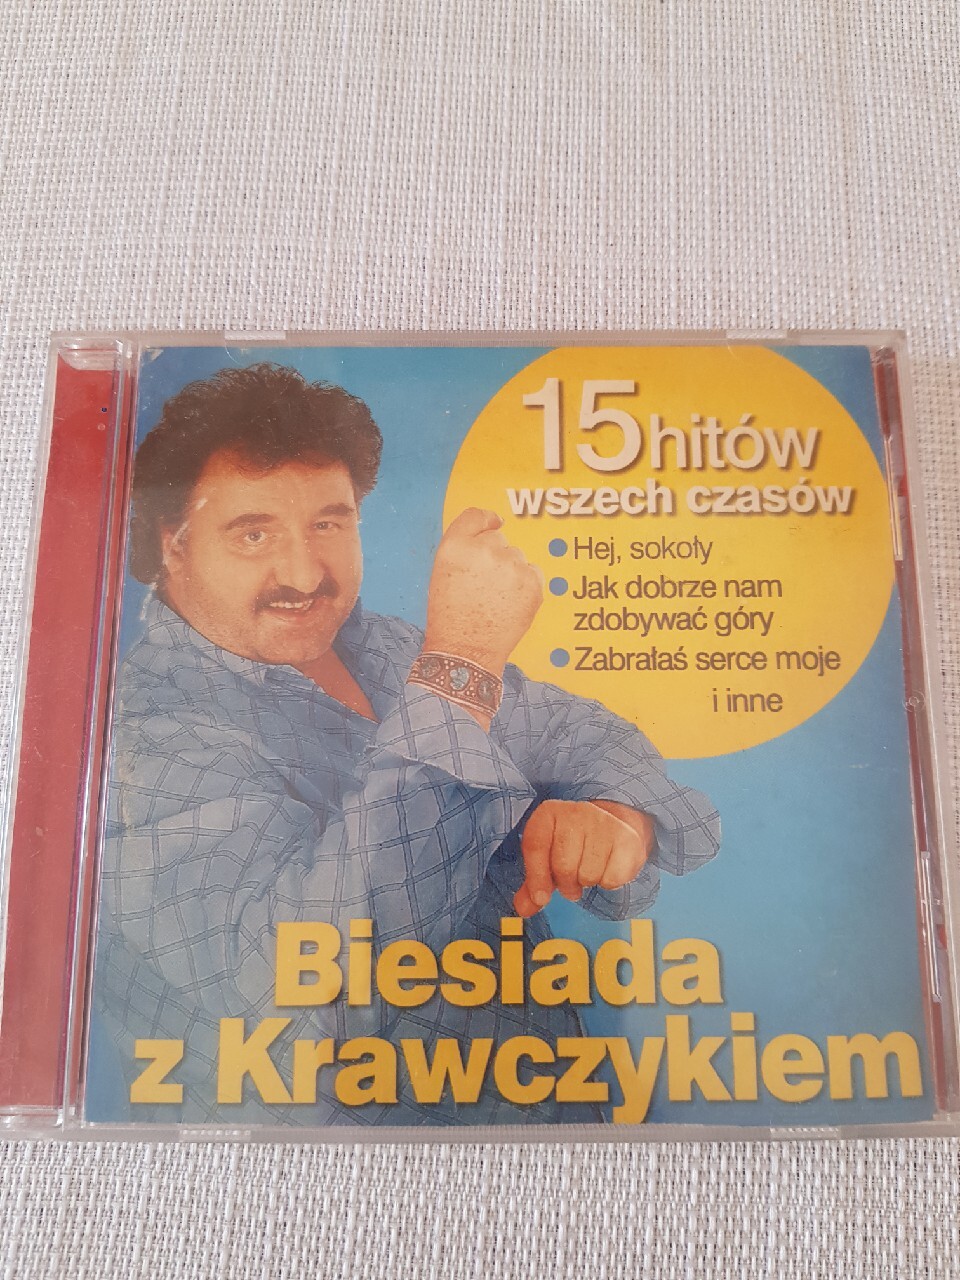 15 hitów
wszech czasów
Hej, sokoły
Jak dobrze nam
zdobywać góry
Zabrałaś serce moje
i inne
Biesiada
z Krawczykiem